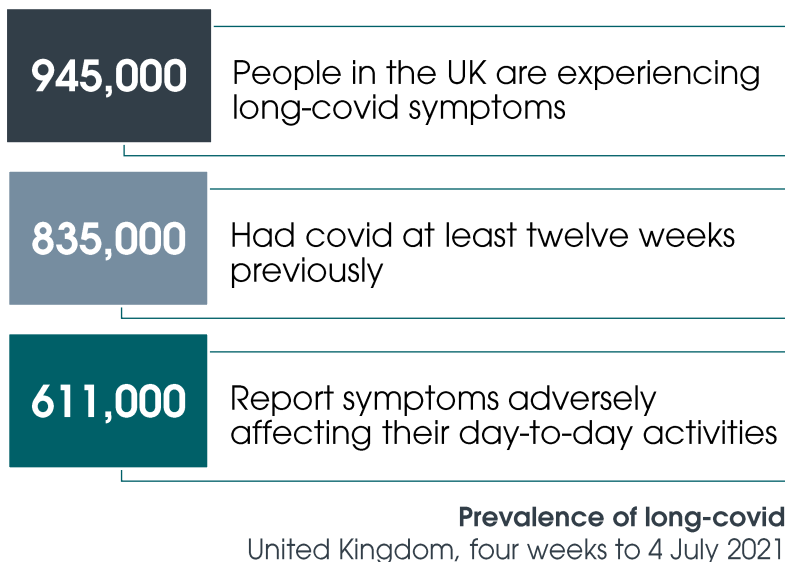 945,000
People in the UK are experiencing
long-covid symptoms
835,000
Had covid at least twelve weeks
previously
611,000
Report symptoms adversely
affecting their day-to-day activities
Prevalence of long-covid
United Kingdom, four weeks to 4 July 2021